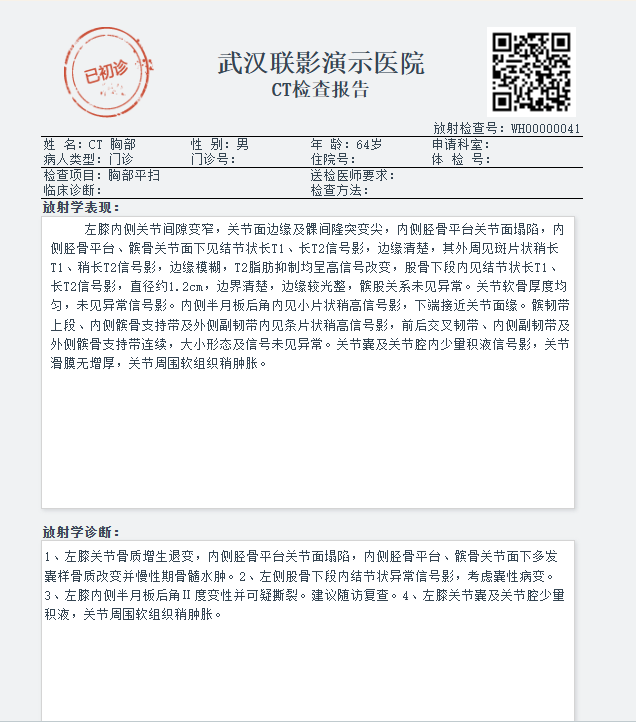 已初诊
武汉联影演示医院
CT检查报告
放射检查号：WH00000041
姓 名：CT 胸部 性 别：男 年 龄：64岁 申请科室：
病人类型：门诊 门诊号： 住院号： 体 检 号：
检查项目：胸部平扫 送检医师要求：
临床诊断： 检查方法：
放射学表现：
左膝内侧关节间隙变窄，关节面边缘及髁间隆突变尖，内侧胫骨平台关节面塌陷，内
侧胫骨平台、髌骨关节面下见结节状长T1、长T2信号影，边缘清楚，其外周见斑片状稍长
T1、稍长T2信号影，边缘模糊，T2脂肪抑制均呈高信号改变，股骨下段内见结节状长T1、
长T2信号影，直径约1.2cm，边界清楚，边缘较光整，髌股关系未见异常。关节软骨厚度均
匀，未见异常信号影。内侧半月板后角内见小片状稍高信号影，下端接近关节面缘。髌韧带
上段、内侧髌骨支持带及外侧副韧带内见条片状稍高信号影，前后交叉韧带、内侧副韧带及
外侧髌骨支持带连续，大小形态及信号未见异常。关节囊及关节腔内少量积液信号影，关节
滑膜无增厚，关节周围软组织稍肿胀。
放射学诊断：
1、左膝关节骨质增生退变，内侧胫骨平台关节面塌陷，内侧胫骨平台、髌骨关节面下多发
囊样骨质改变并慢性期骨髓水肿。2、左侧股骨下段内结节状异常信号影，考虑囊性病变。
3、左膝内侧半月板后角Ⅱ度变性并可疑撕裂。建议随访复查。4、左膝关节囊及关节腔少量
积液，关节周围软组织稍肿胀。